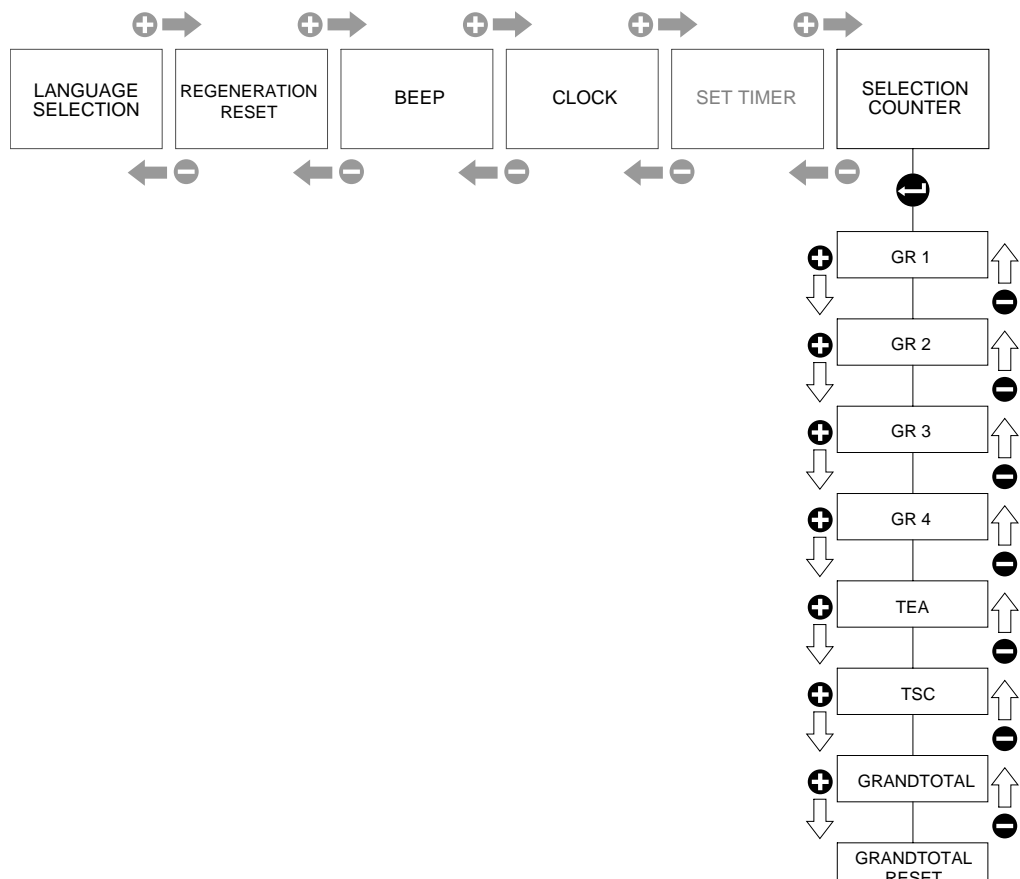 LANGUAGE
SELECTION
REGENERATION
RESET
BEEP
CLOCK
SET TIMER
SELECTION
COUNTER
GR 1
GR 2
GR 3
GR 4
TEA
TSC
GRANDTOTAL
GRANDTOTAL
RESET